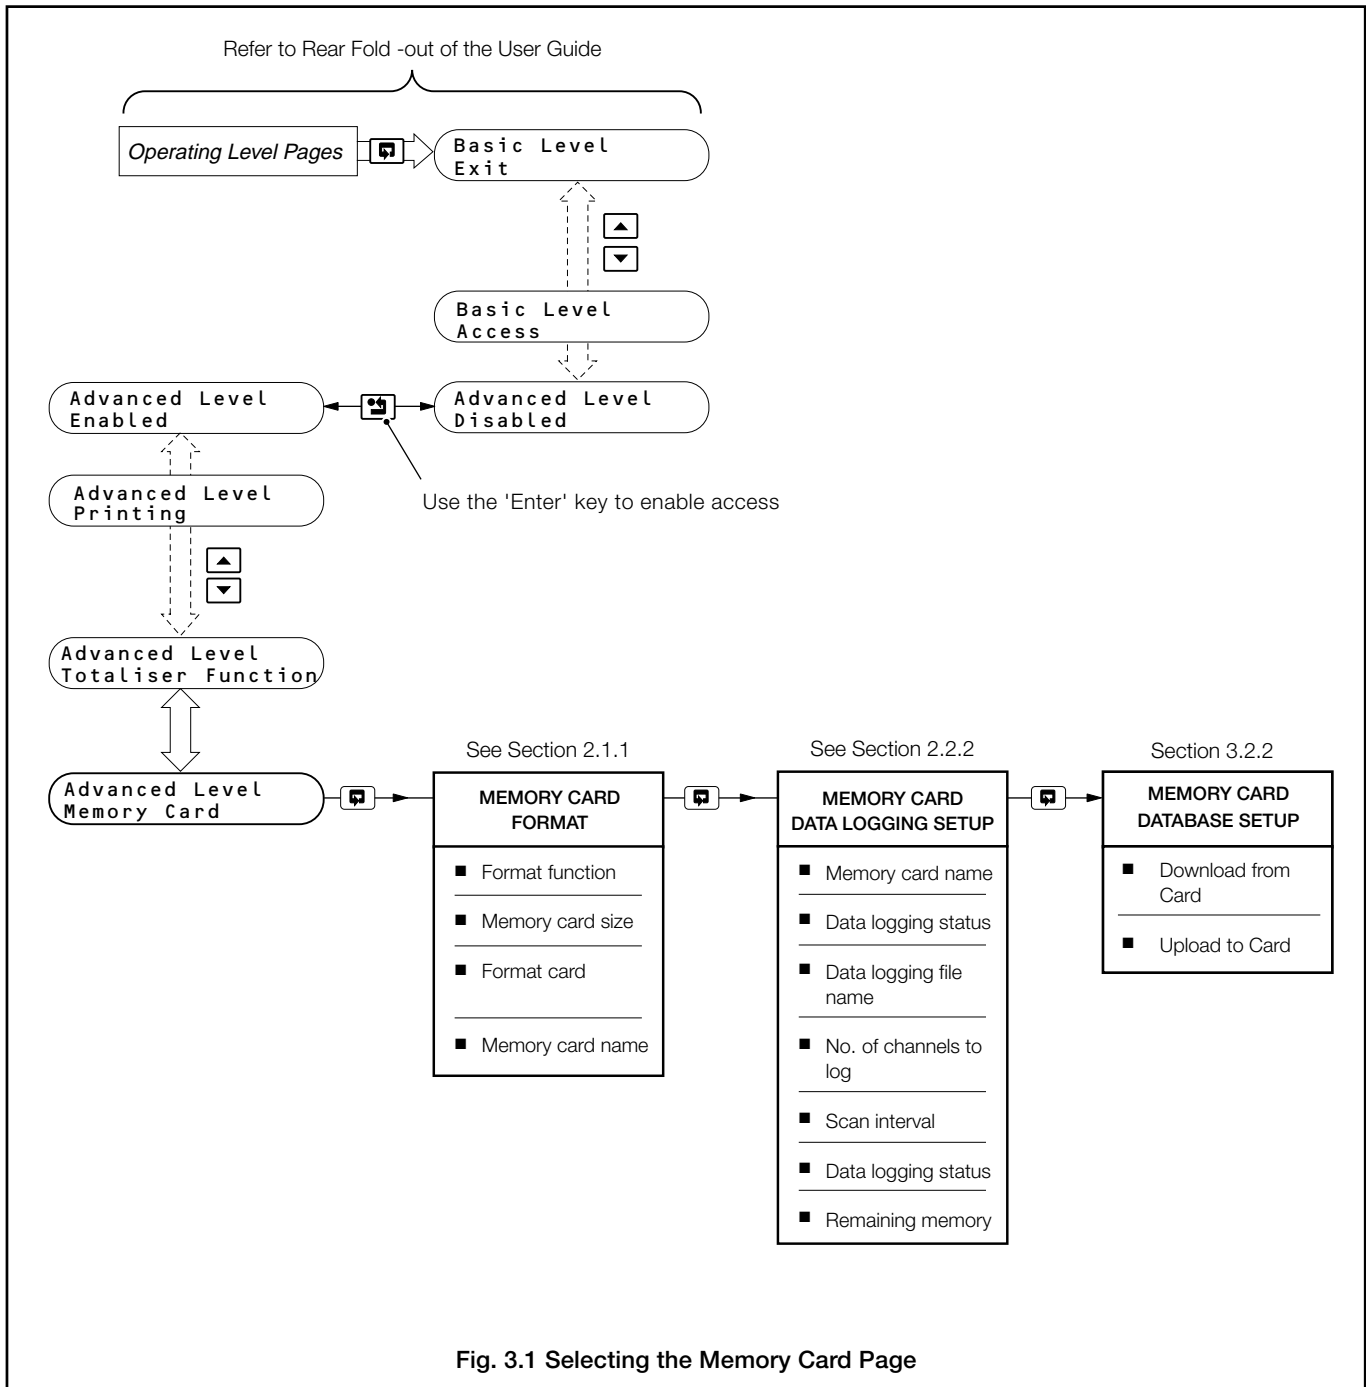 Refer to Rear Fold -out of the User Guide
Operating Level Pages
Basic Level
Exit
Basic Level
Access
Advanced Level
Enabled
Advanced Level
Disabled
Use the 'Enter' key to enable access
Advanced Level
Printing
Advanced Level
Totaliser Function
Advanced Level
Memory Card
See Section 2.1.1
MEMORY CARD
FORMAT
Format function
Memory card size
Format card
Memory card name
See Section 2.2.2
MEMORY CARD
DATA LOGGING SETUP
Memory card name
Data logging status
Data logging file
name
No. of channels to
log
Scan interval
Data logging status
Remaining memory
Section 3.2.2
MEMORY CARD
DATABASE SETUP
Download from
Card
Upload to Card
Fig. 3.1 Selecting the Memory Card Page